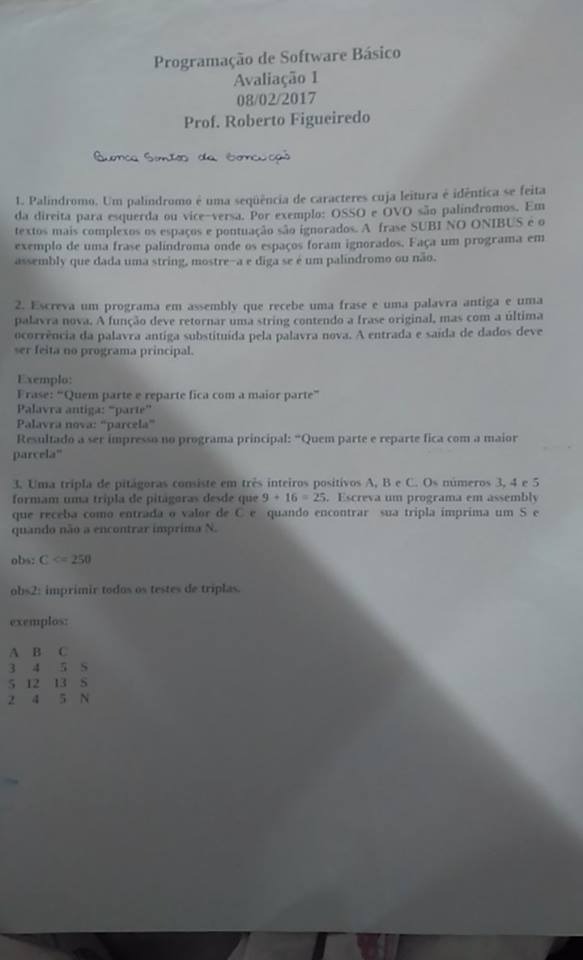 Programação de Software Básico
Avaliação 1
08/02/2017
Prof. Roberto Figueiredo
Santos da
1. Palíndromo. Um palíndromo é uma seqüência de caracteres cuja leitura é idêntica se feita
da direita para esquerda ou vice-versa. Por exemplo: OSSO e OVO são palíndromos. Em
textos mais complexos os espaços e pontuação são ignorados. A frase SUBI NO ONIBUS é o
exemplo de uma frase palíndroma onde os espaços foram ignorados. Faça um programa em
assembly que dada uma string, mostre-a e diga se é um palíndromo ou não.
2. Escreva um programa em assembly que recebe uma frase e uma palavra antiga e uma
palavra nova. A função deve retornar uma string contendo a frase original, mas com a última
ocorrência da palavra antiga substituída pela palavra nova. A entrada e saída de dados deve
ser feita no programa principal.
Exemplo:
Frase: “Quem parte e reparte fica com a maior parte”
Palavra antiga: “parte”
Palavra nova: “parcela”
Resultado a ser impresso no programa principal: “Quem parte e reparte fica com a maior
parcela”
3. Uma tripla de pitágoras consiste em três inteiros positivos A, B e C. Os números 3, 4 e 5
formam uma tripla de pitágoras desde que 9 + 16 = 25. Escreva um programa em assembly
que receba como entrada o valor de C e quando encontrar sua tripla imprima um S e
quando não a encontrar imprima N.
obs: C <= 250
obs2: imprimir todos os testes de triplas.
exemplos:
A B C
3 4 5 S
5 12 13 S
2 4 5 N